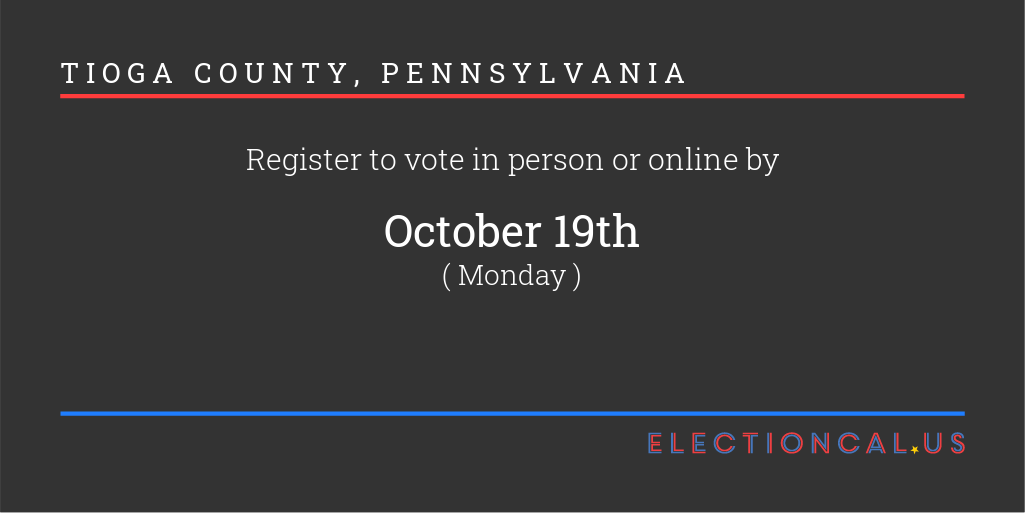 TIOGA COUNTY, PENNSYLVANIA
Register to vote in person or online by
October 19th
( Monday )
ELECTIONCAL.US